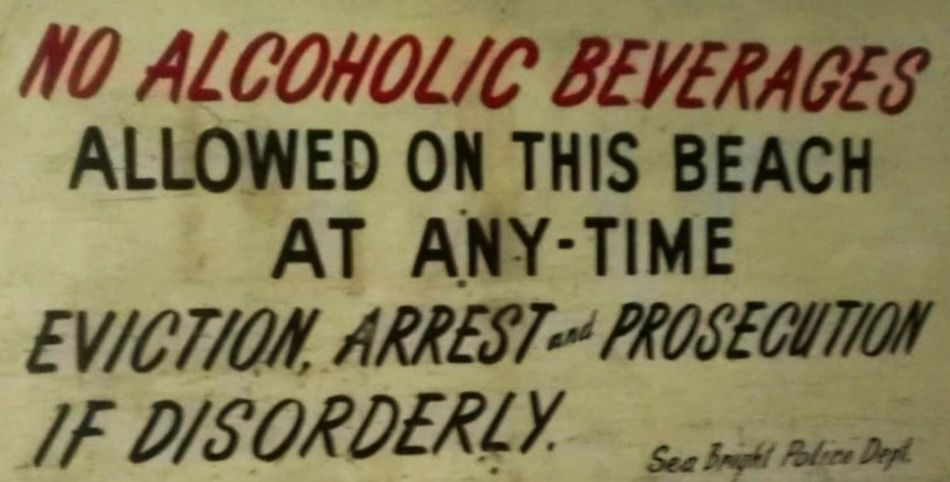 NO ALCOHOLIC BEVERAGES
ALLOWED ON THIS BEACH
AT ANY-TIME
EVICTION, ARREST and PROSECUTION
IF DISORDERLY.
Sea Bright Police Dept.